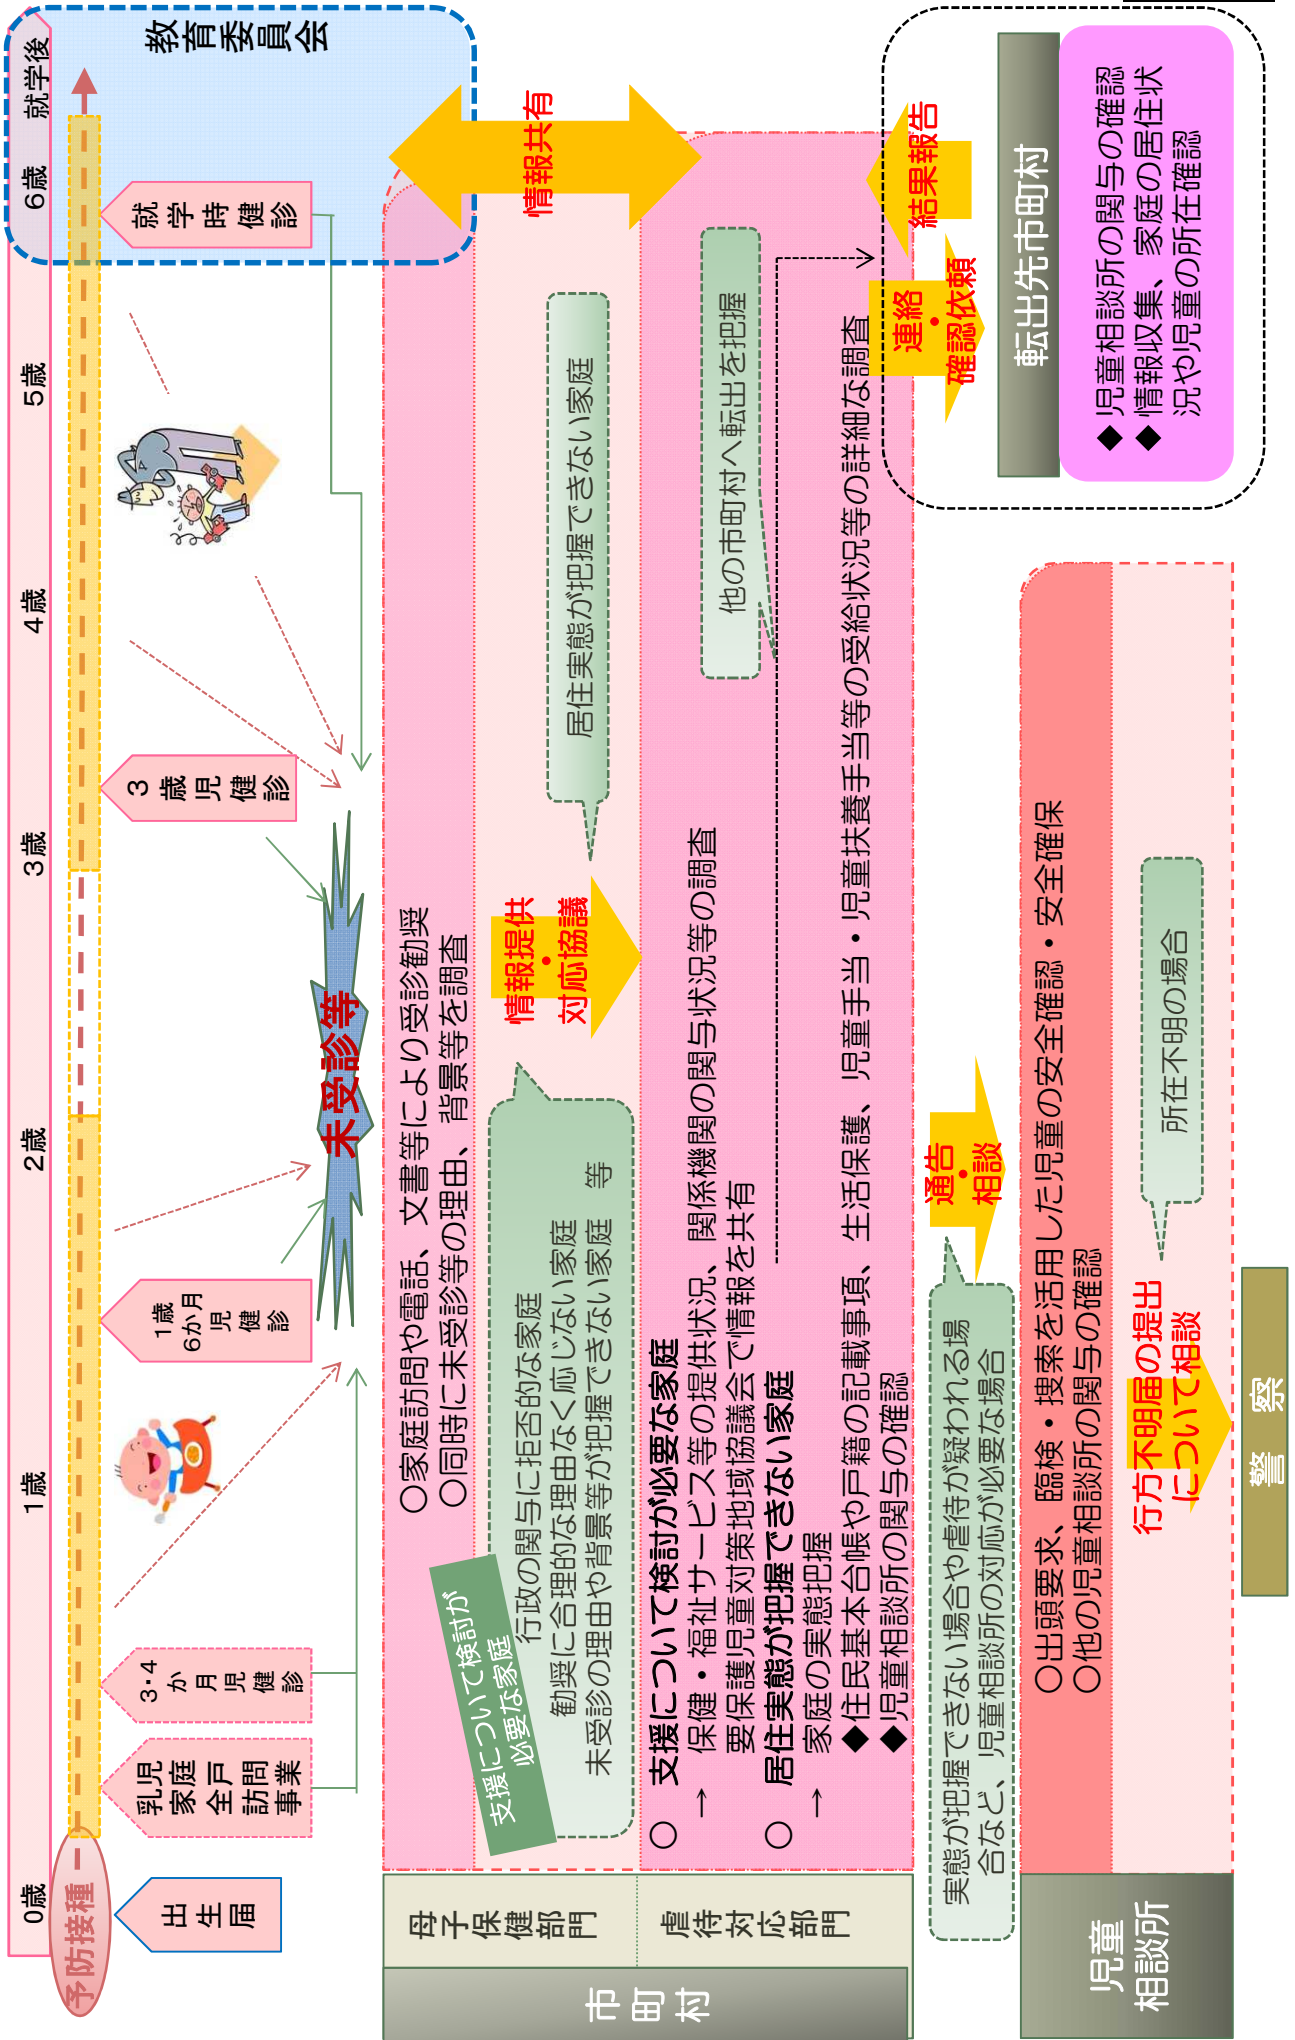 0歳
1歳
2歳
3歳
4歳
5歳
6歳
就学後
予防接種
教育委員会
出生届
乳児
家庭
全戸
訪問
事業
3・4
か月
児
健
診
1歳
6か月
児
健
診
3
歳
児
健
診
就
学
時
健
診
未受診等
市町村
母子保健部門
○家庭訪問や電話、文書等により受診勧奨
○同時に未受診等の理由、背景等を調査
支援について検討が
必要な家庭
行政の関与に拒否的な家庭
勧奨に合理的な理由なく応じない家庭
未受診の理由や背景等が把握できない家庭 等
情報提供
・
対応協議
居住実態が把握できない家庭
情報共有
虐待対応部門
○ 支援について検討が必要な家庭
→ 保健・福祉サービス等の提供状況、関係機関の関与状況等の調査
要保護児童対策地域協議会で情報を共有
○ 居住実態が把握できない家庭
→ 家庭の実態把握
◆住民基本台帳や戸籍の記載事項、生活保護、児童手当・児童扶養手当等の受給状況等の詳細な調査
◆児童相談所の関与の確認
他の市町村へ転出を把握
連絡
・
確認依頼
結果報告
転出先市町村
◆児童相談所の関与の確認
◆情報収集、家庭の居住状
況や児童の所在確認
実態が把握できない場合や虐待が疑われる場
合など、児童相談所の対応が必要な場合
通告
・
相談
児童
相談所
○出頭要求、臨検・捜索を活用した児童の安全確認・安全確保
○他の児童相談所の関与の確認
行方不明届の提出
について相談
所在不明の場合
警 察